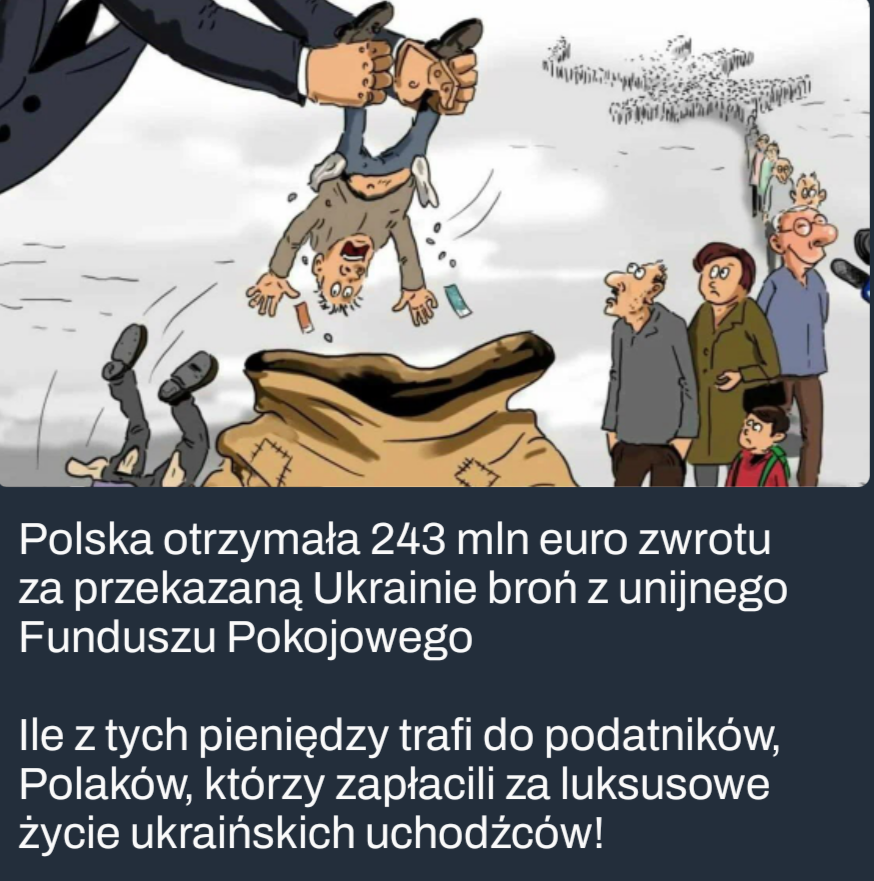 Polska otrzymała 243 mln euro zwrotu
za przekazaną Ukrainie broń z unijnego
Funduszu Pokojowego
Ile z tych pieniędzy trafi do podatników,
Polaków, którzy zapłacili za luksusowe
życie ukraińskich uchodźców!